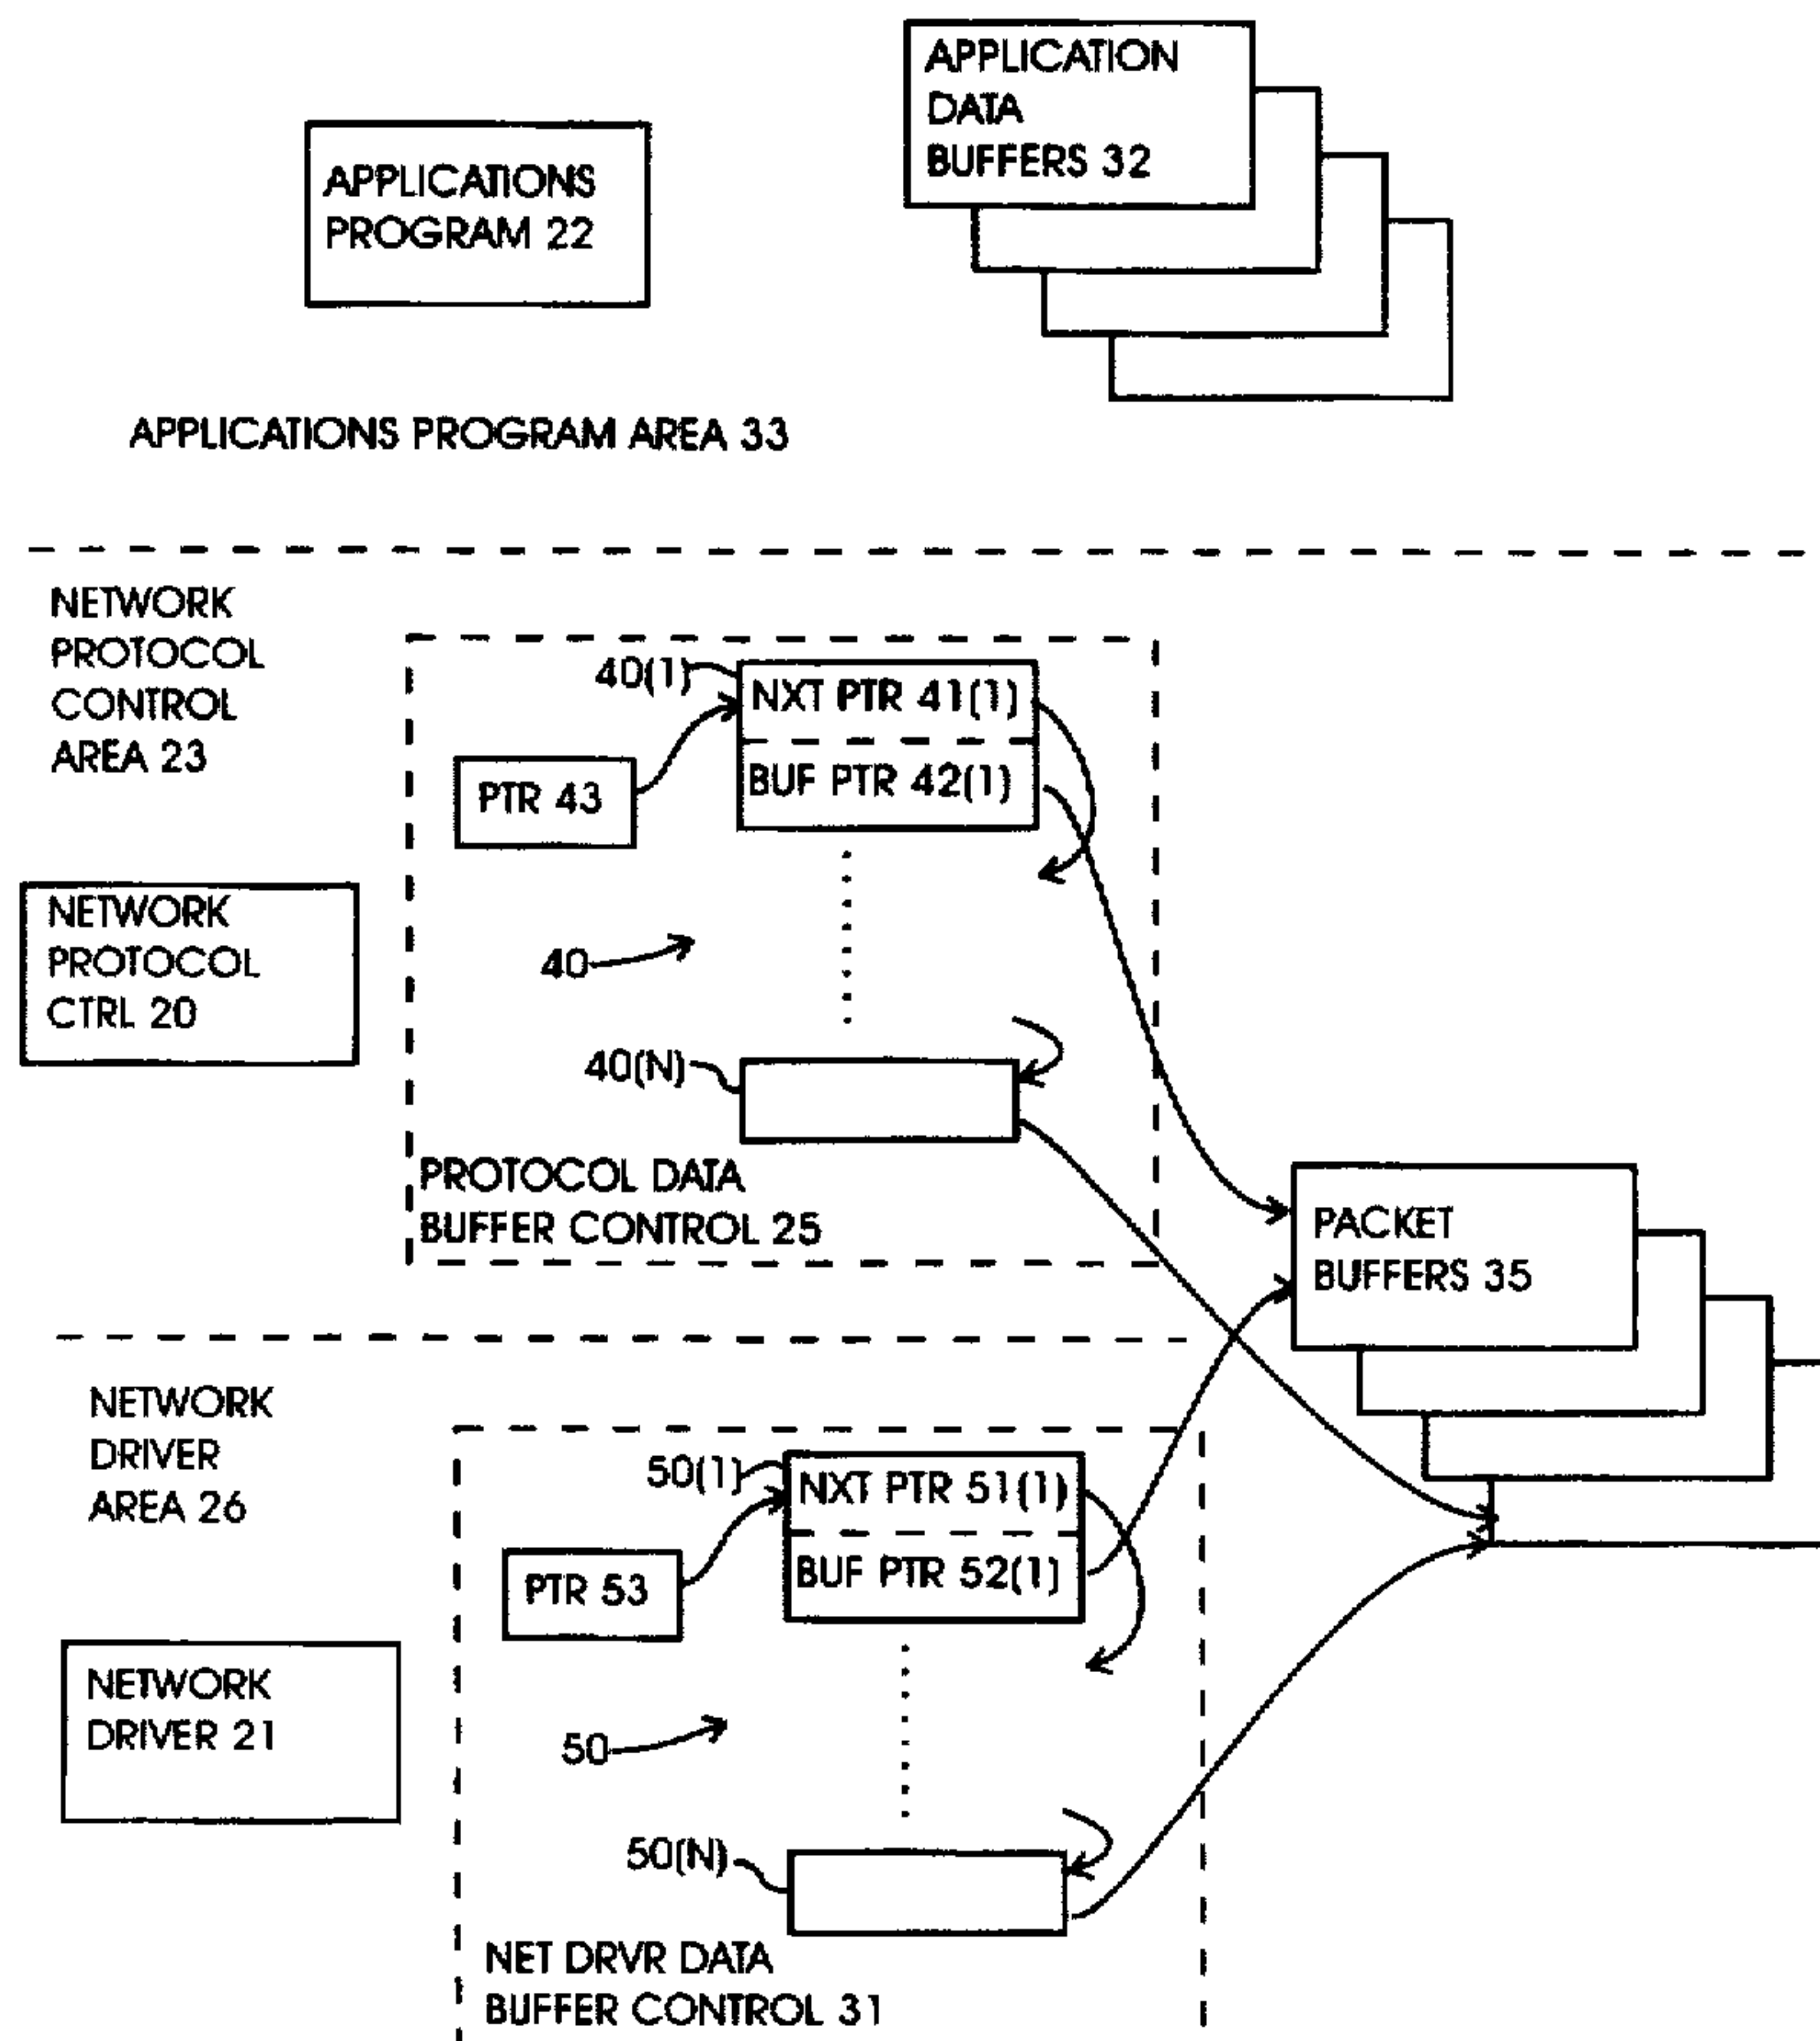 APPLICATION
DATA
BUFFERS 32
APPLICATIONS
PROGRAM 22
APPLICATIONS PROGRAM AREA 33
NETWORK
PROTOCOL
CONTROL
AREA 23
40(1)
NXT PTR 41(1)
BUF PTR 42(1)
PTR 43
NETWORK
PROTOCOL
CTRL 20
40
40(N)
PROTOCOL DATA
BUFFER CONTROL 25
PACKET
BUFFERS 35
NETWORK
DRIVER
AREA 26
50(1)
NXT PTR 51(1)
BUF PTR 52(1)
PTR 53
NETWORK
DRIVER 21
50
50(N)
NET DRVR DATA
BUFFER CONTROL 31